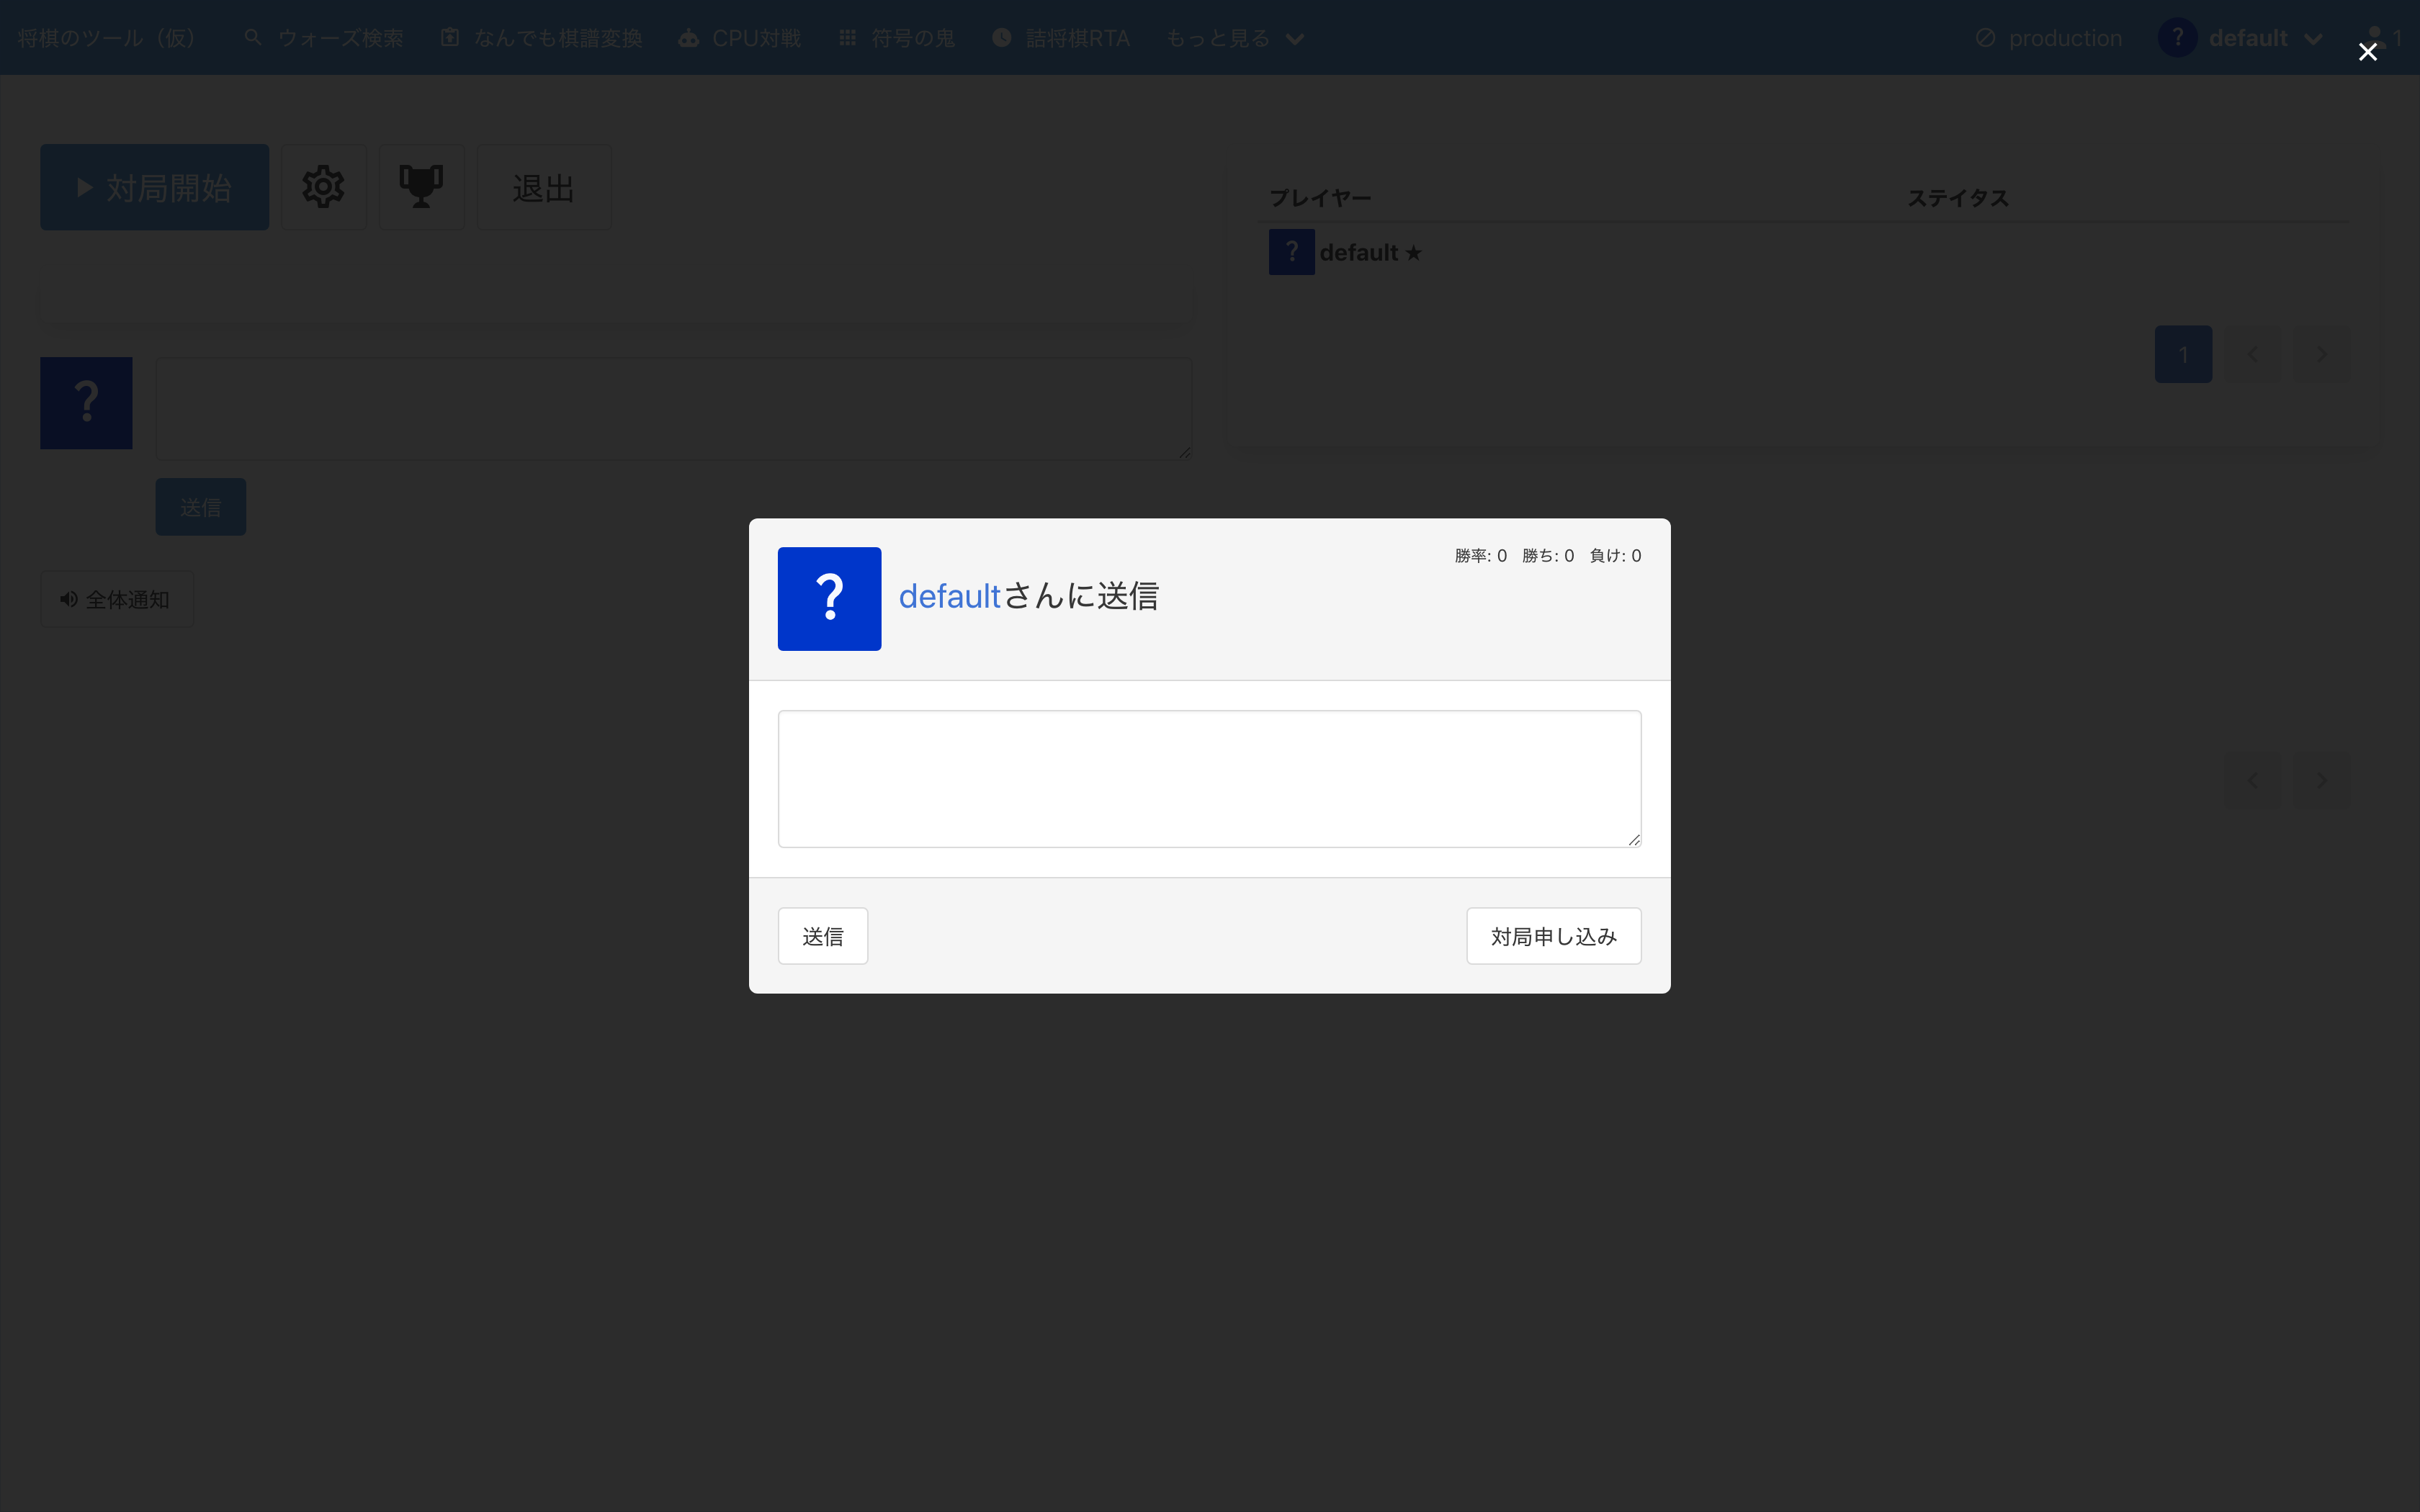 将棋のツール（仮） ウォーズ検索 なんでも棋譜変換 CPU対戦 符号の鬼 詰将棋RTA もっと見る production ? default 1
対局開始 退出
プレイヤー ステイタス
? default ★
1
?
送信
全体通知
勝率: 0 勝ち: 0 負け: 0
? defaultさんに送信
送信 対局申し込み